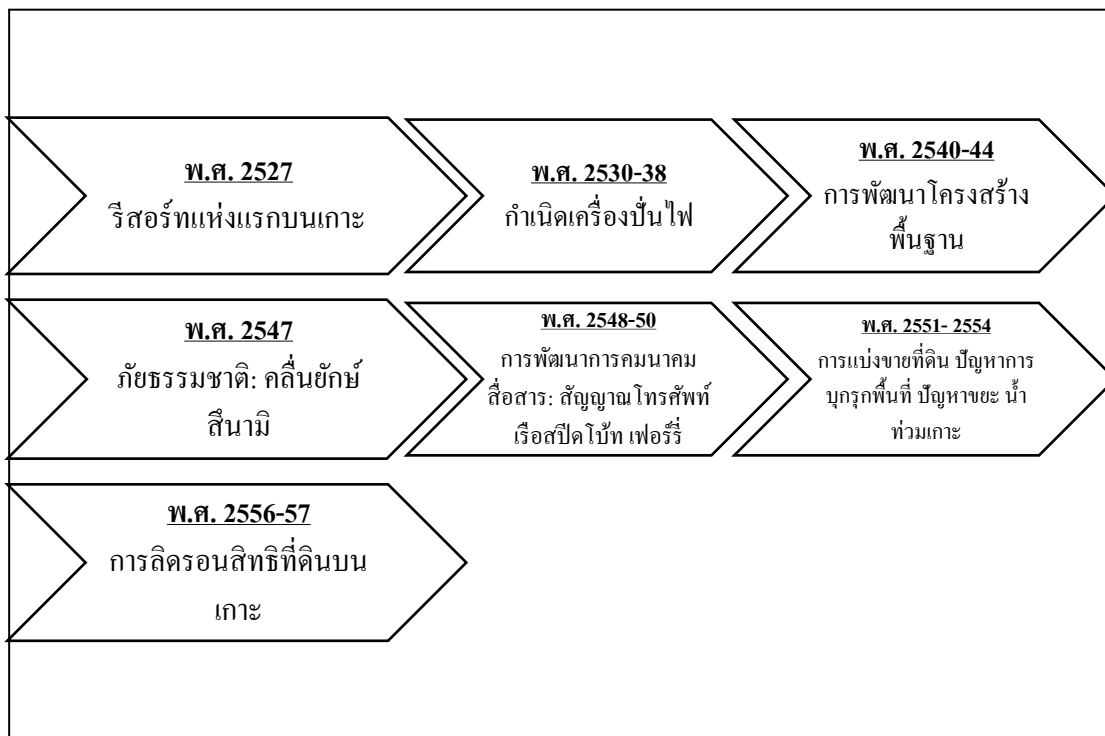 พ.ศ. 2527
รีสอร์ทแห่งแรกบนเกาะ
พ.ศ. 2530-38
กำเนิดเครื่องปั่นไฟ
พ.ศ. 2540-44
การพัฒนาโครงสร้าง
พื้นฐาน
พ.ศ. 2547
ภัยธรรมชาติ: คลื่นยักษ์
สึนามิ
พ.ศ. 2548-50
การพัฒนาการคมนาคม
สื่อสาร: สัญญาณโทรศัพท์
เรือสปีดโบ้ท เฟอร์รี่
พ.ศ. 2551- 2554
การแบ่งขายที่ดิน ปัญหาการ
บุกรุกพื้นที่ ปัญหาขยะ น้ำ
ท่วมเกาะ
พ.ศ. 2556-57
การลิดรอนสิทธิที่ดินบน
เกาะ